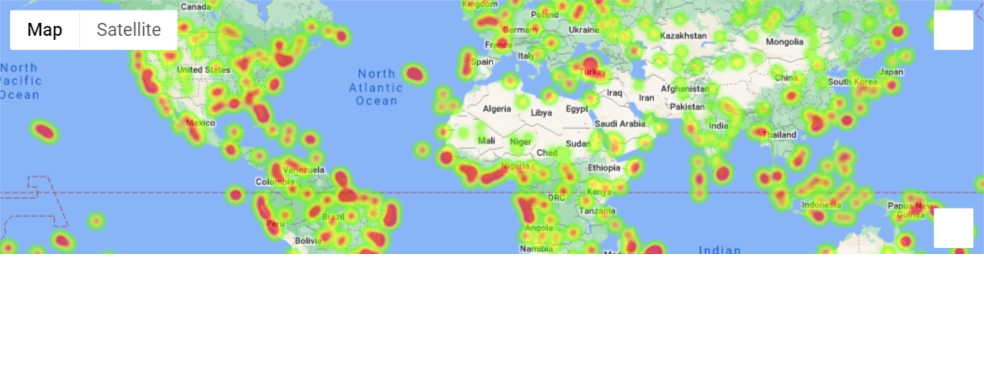 Canada
Map
Satellite
Kingdom
Poland
Germany
Ukraine
Kazakhstan
Mongolia
France
Spain
Italy
Turkey
North
Pacific
Ocean
United States
North
Atlantic
Ocean
China
South Korea
Japan
Afghanistan
Iraq
Iran
Pakistan
Algeria
Libya
Egypt
Saudi Arabia
India
Mexico
Thailand
Mali
Niger
Chad
Sudan
Nigeria
Ethiopia
Venezuela
Colombia
DRC
Kenya
Tanzania
Indonesia
Papua New
Guinea
Peru
Brazil
Bolivia
Angola
Namibia
Indian